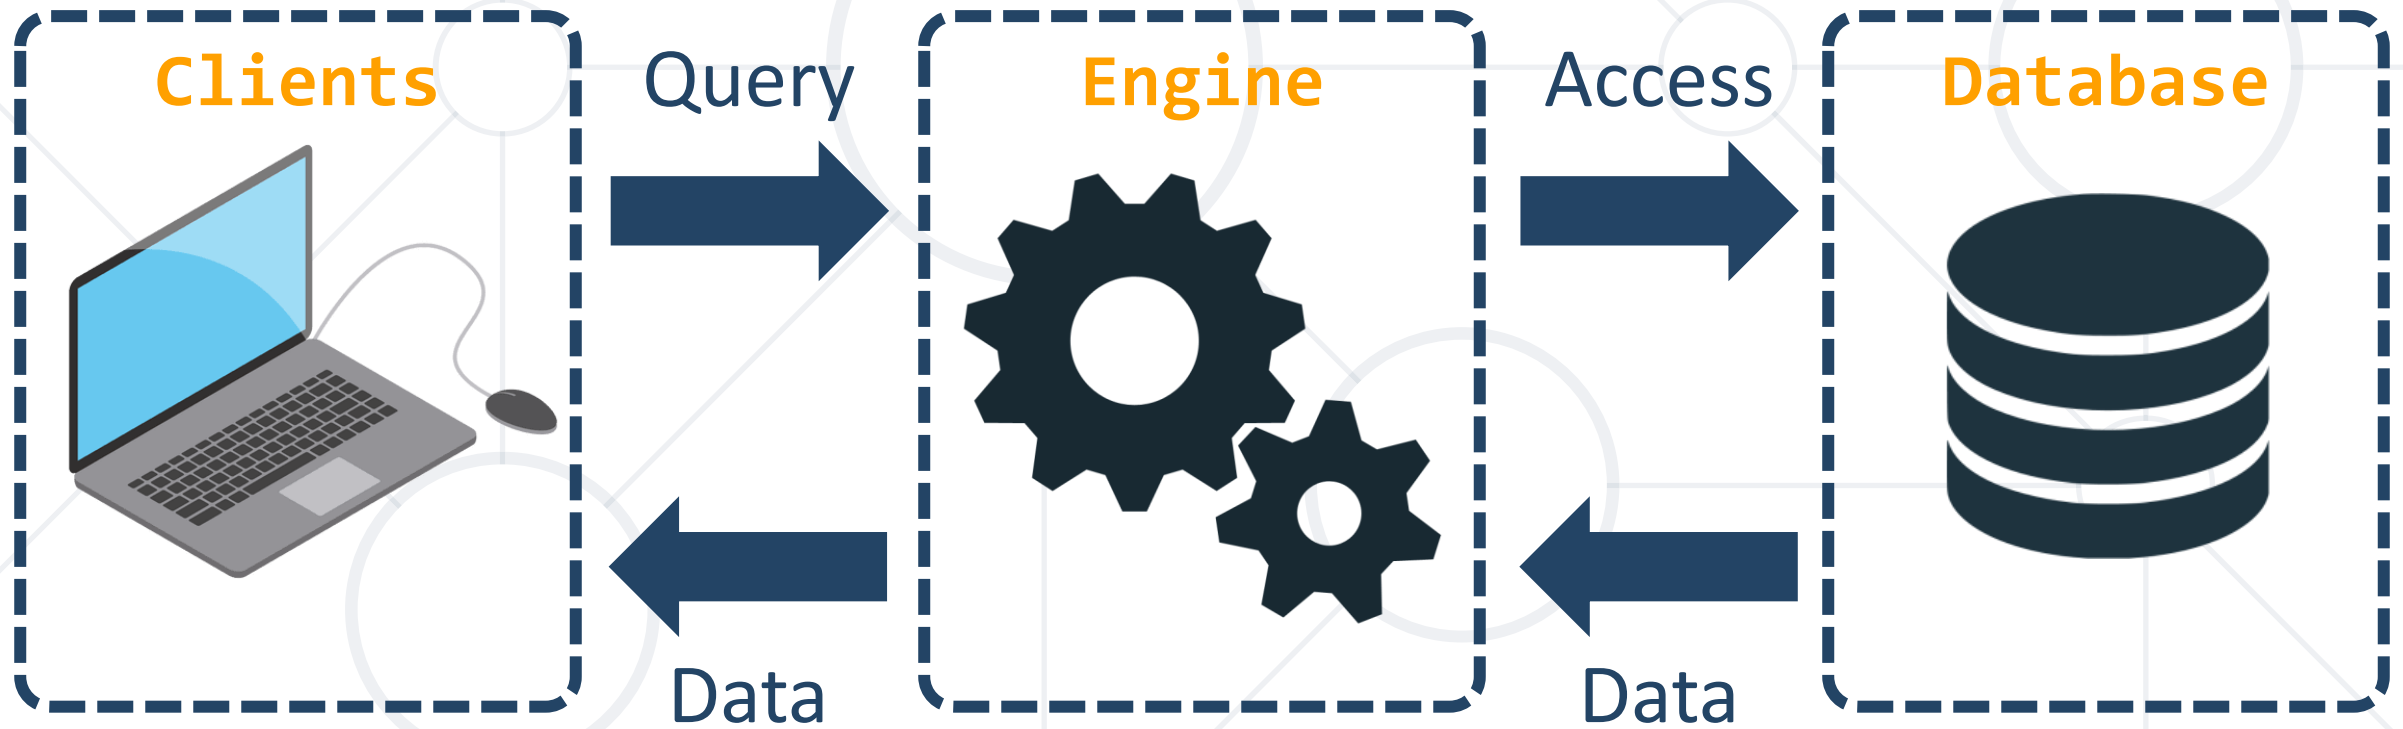 Clients
Query
Engine
Access
Database
Data
Data